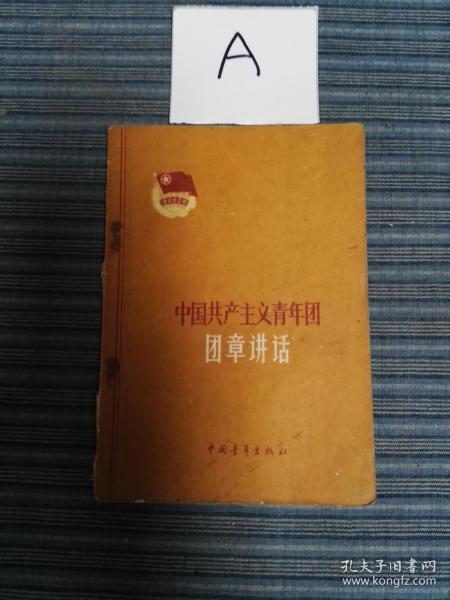 A
中国共产主义青年团
团章讲话
中国青年出版社
孔夫子旧书网
www.kongfz.com